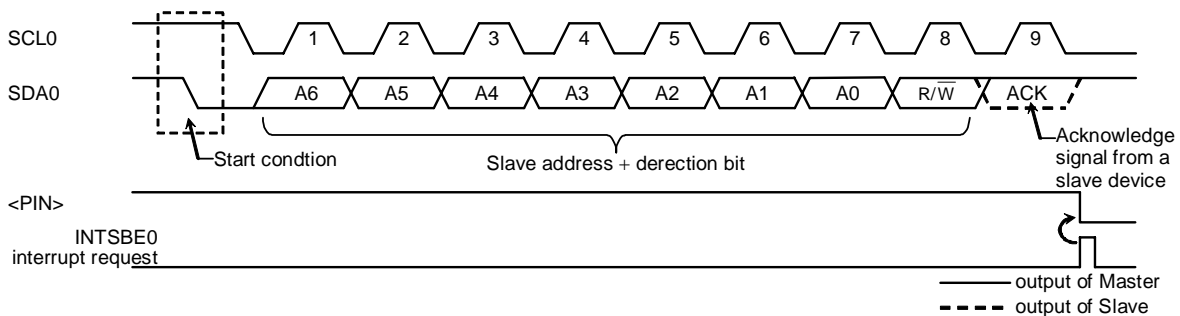 SCL0
1 2 3 4 5 6 7 8 9
SDA0
A6 A5 A4 A3 A2 A1 A0 R/W̅ ACK
Start condtion
Slave address + derection bit
Acknowledge
signal from a
slave device
<PIN>
INTSBE0
interrupt request
output of Master
output of Slave